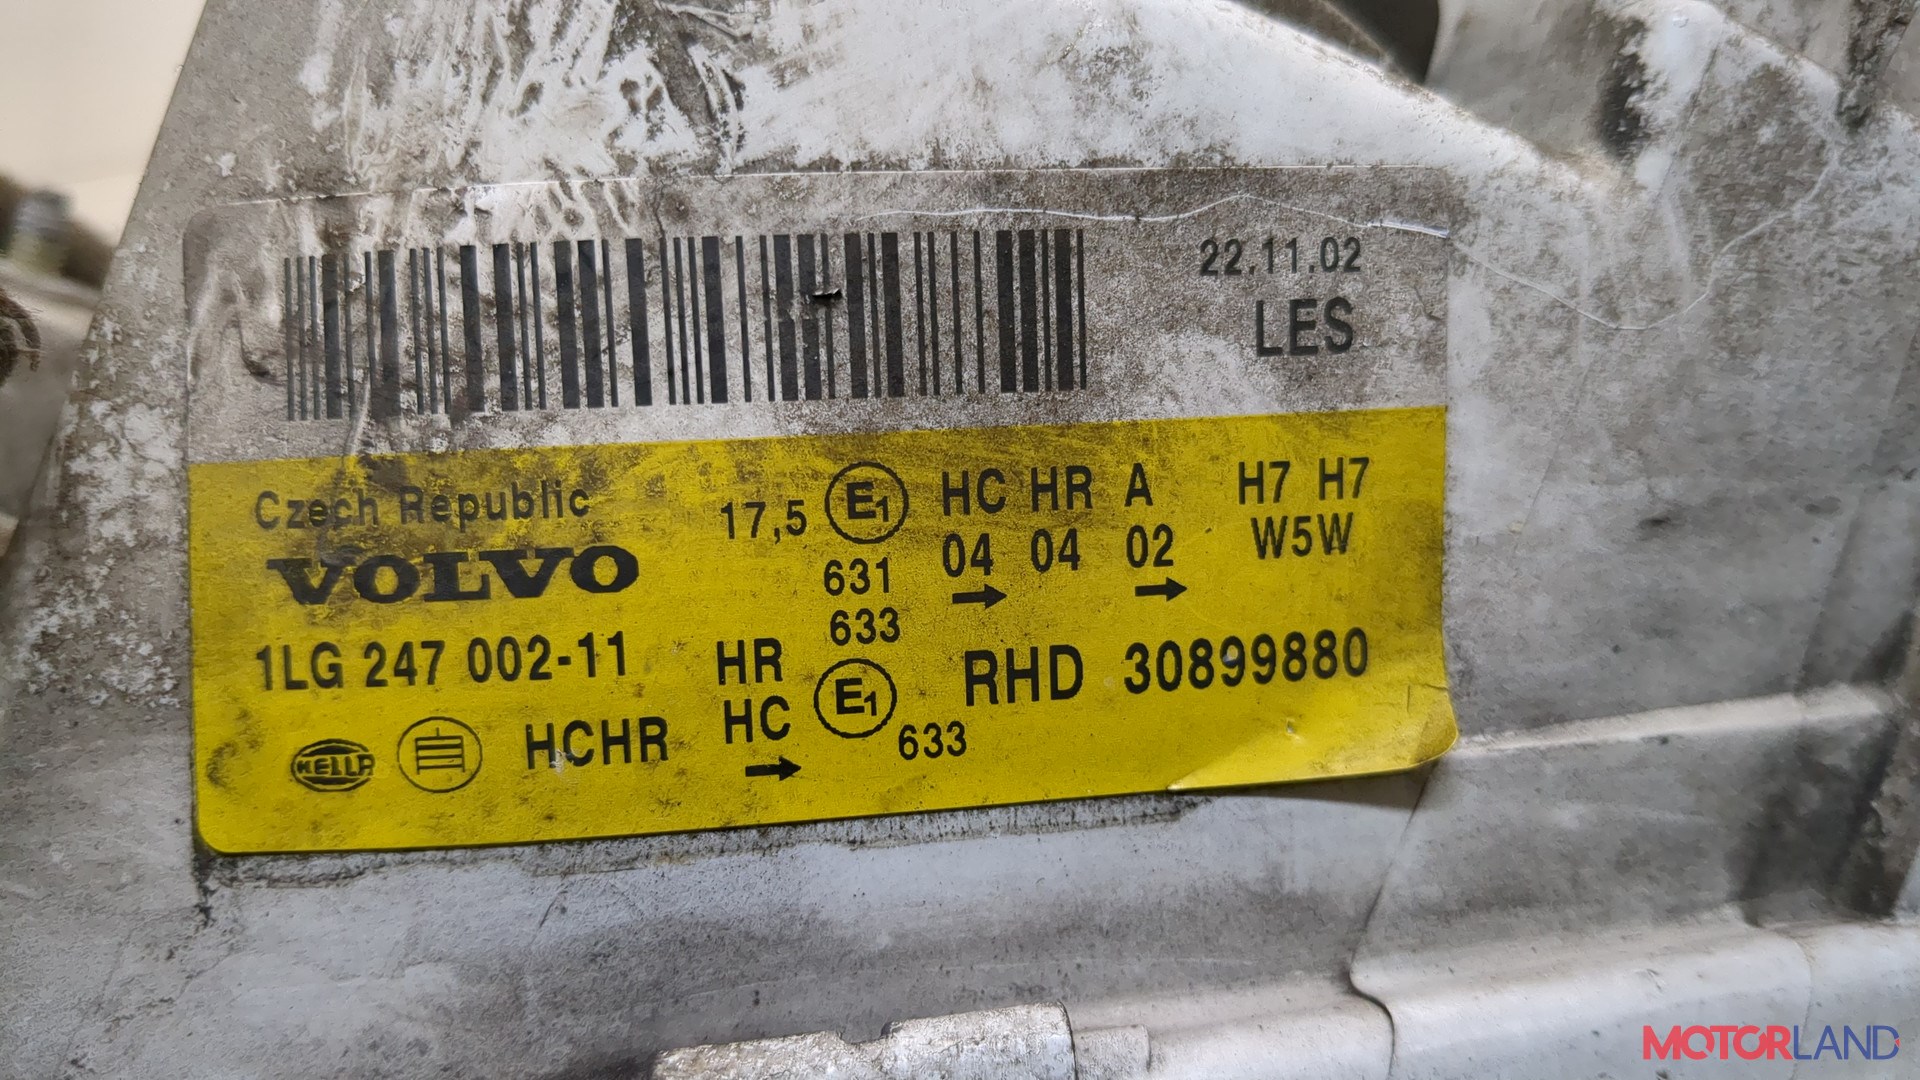 22.11.02
LES
Czech Republic
VOLVO
1LG 247 002-11
HELLA
HCHR
17,5 E1 HC HR A
631 04 04 02
633
HR
HC E1
633
H7 H7
W5W
RHD 30899880
MOTORLAND